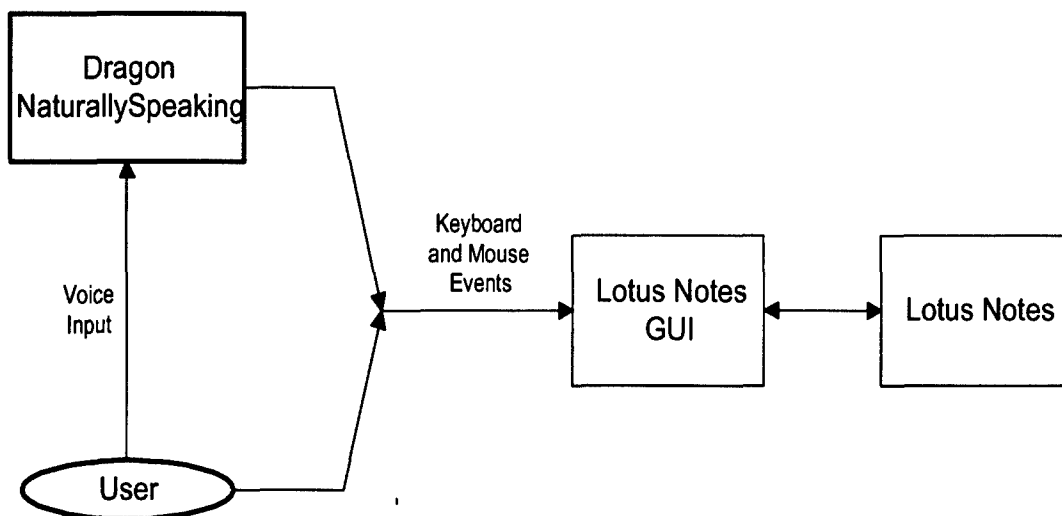 Dragon
NaturallySpeaking
Keyboard
and Mouse
Events
Voice
Input
Lotus Notes
GUI
Lotus Notes
User